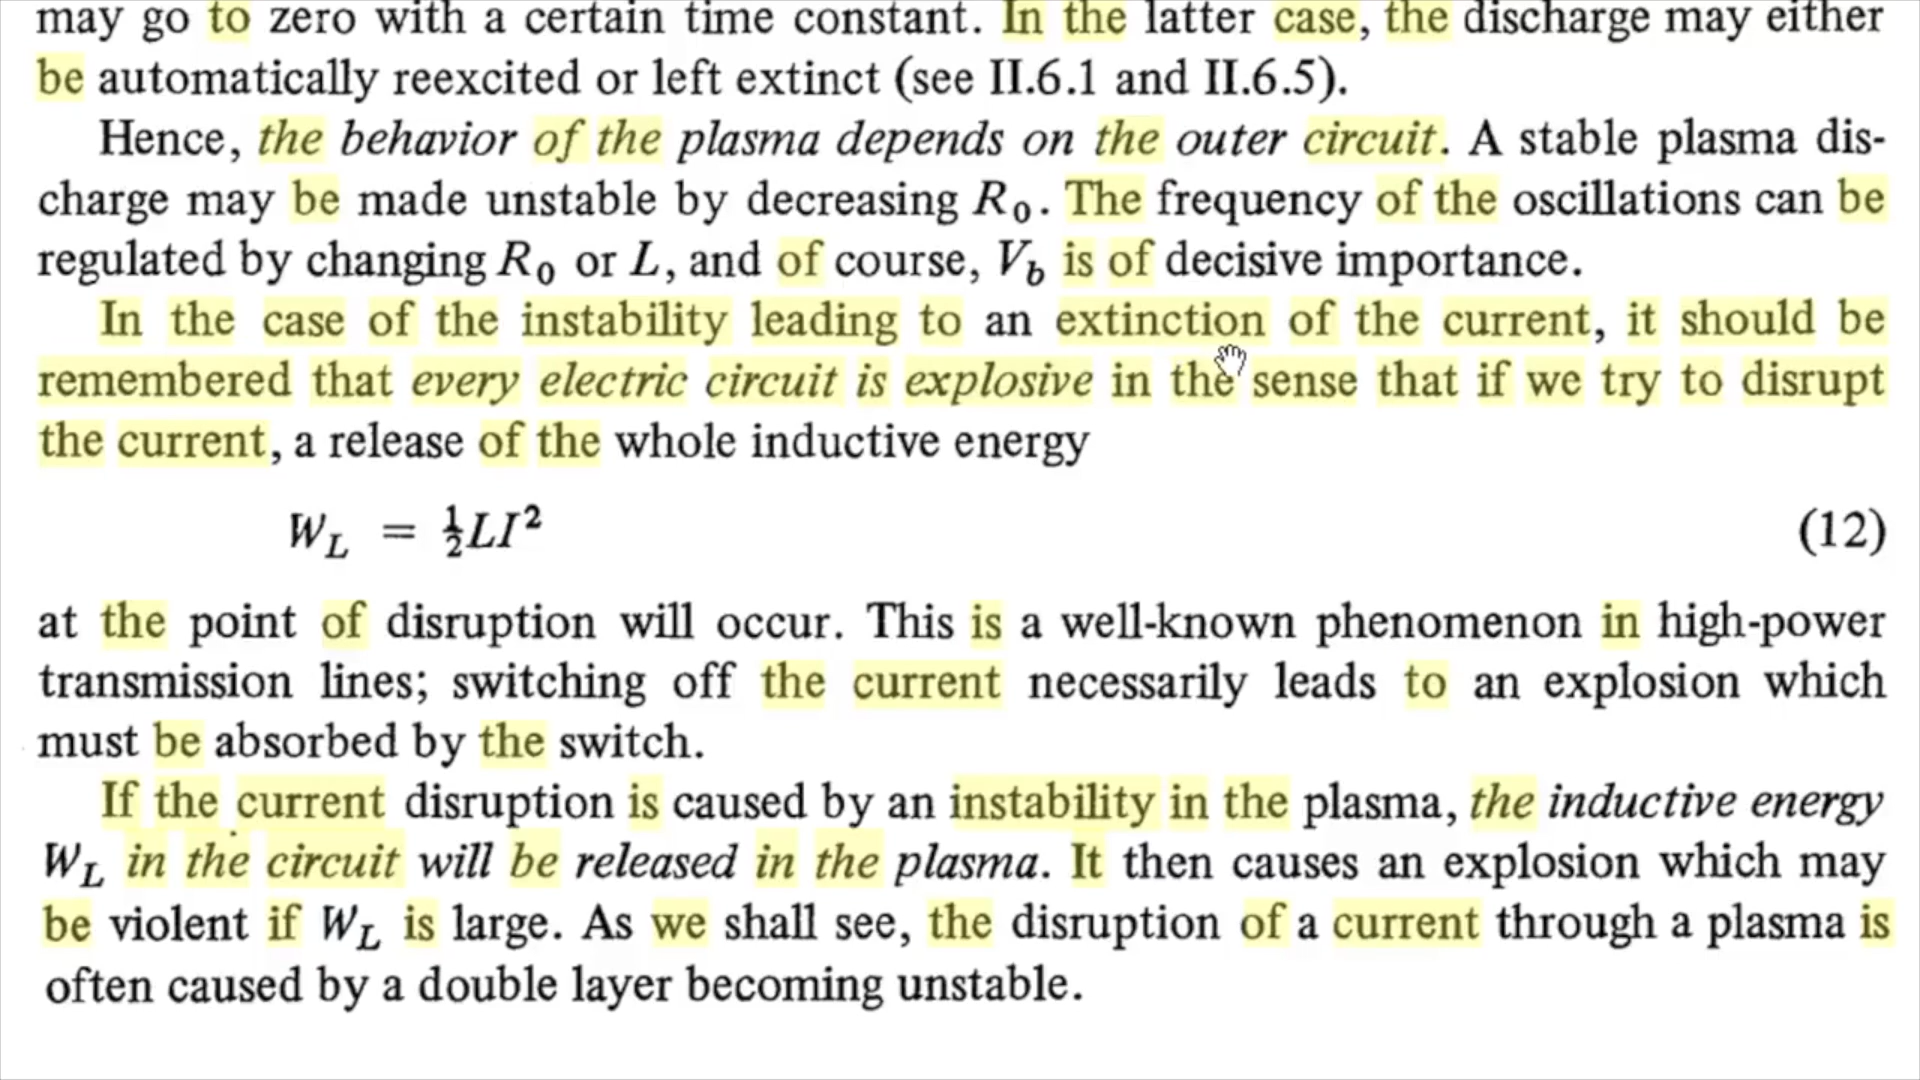 may go to zero with a certain time constant. In the latter case, the discharge may either
be automatically reexcited or left extinct (see II.6.1 and II.6.5).
Hence, the behavior of the plasma depends on the outer circuit. A stable plasma dis-
charge may be made unstable by decreasing R₀. The frequency of the oscillations can be
regulated by changing R₀ or L, and of course, V_b is of decisive importance.
In the case of the instability leading to an extinction of the current, it should be
remembered that every electric circuit is explosive in the sense that if we try to disrupt
the current, a release of the whole inductive energy
W_L = ½LI² (12)
at the point of disruption will occur. This is a well-known phenomenon in high-power
transmission lines; switching off the current necessarily leads to an explosion which
must be absorbed by the switch.
If the current disruption is caused by an instability in the plasma, the inductive energy
W_L in the circuit will be released in the plasma. It then causes an explosion which may
be violent if W_L is large. As we shall see, the disruption of a current through a plasma is
often caused by a double layer becoming unstable.